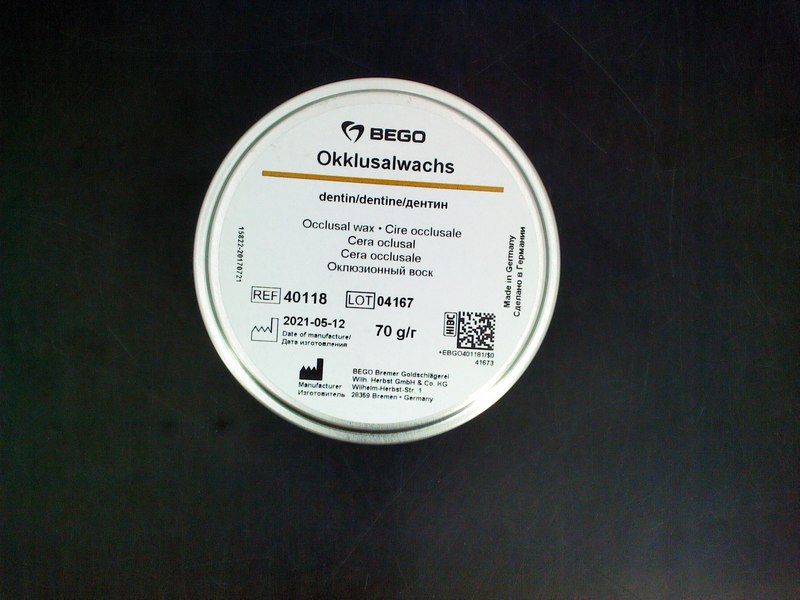 BEGO
Okklusalwachs
dentin/dentine/дентин
Occlusal wax • Cire occlusale
Cera oclusal
Cera occlusale
Оклюзионный воск
REF 40118 LOT 04167
2021-05-12
Date of manufacture/
Дата изготовления
70 g/г
Manufacturer
Изготовитель
BEGO Bremer Goldschlägerei
Wilh. Herbst GmbH & Co. KG
Wilhelm-Herbst-Str. 1
28359 Bremen • Germany
HIBC
+EBGO401181/$0
41673
Made in Germany
Сделано в Германии
15822-20170721